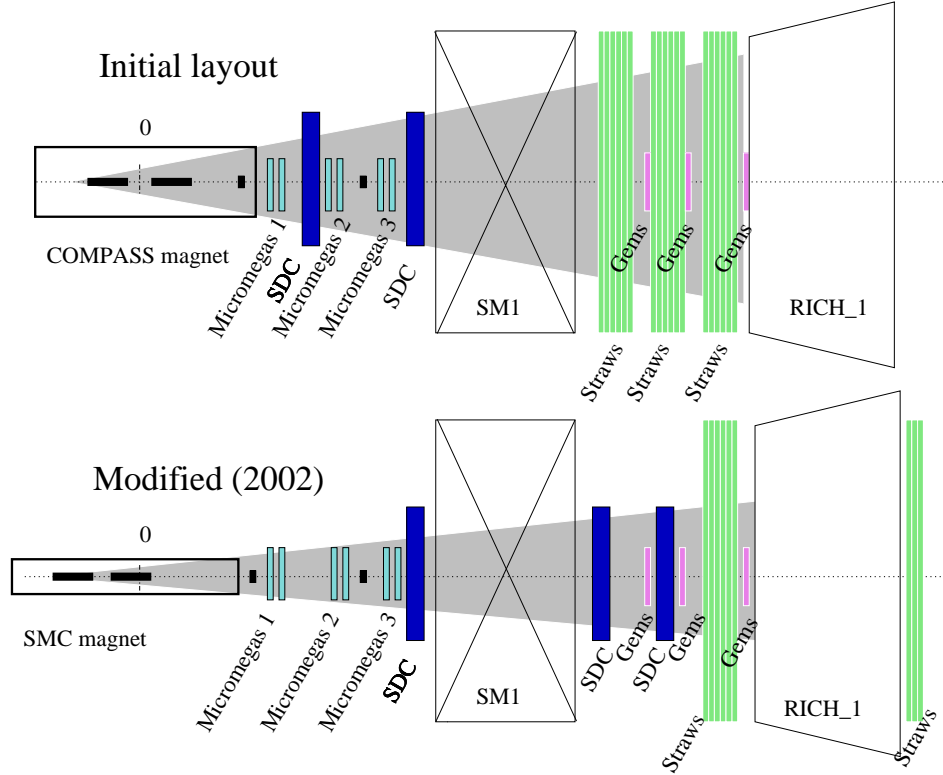 Initial layout
0
COMPASS magnet
Micromegas 1
SDC
Micromegas 2
Micromegas 3
SDC
SM1
Gems
Gems
Gems
RICH_1
Straws
Straws
Straws
Modified (2002)
0
SMC magnet
Micromegas 1
Micromegas 2
Micromegas 3
SDC
SM1
SDC
Gems
SDC
Gems
Gems
RICH_1
Straws
Straws